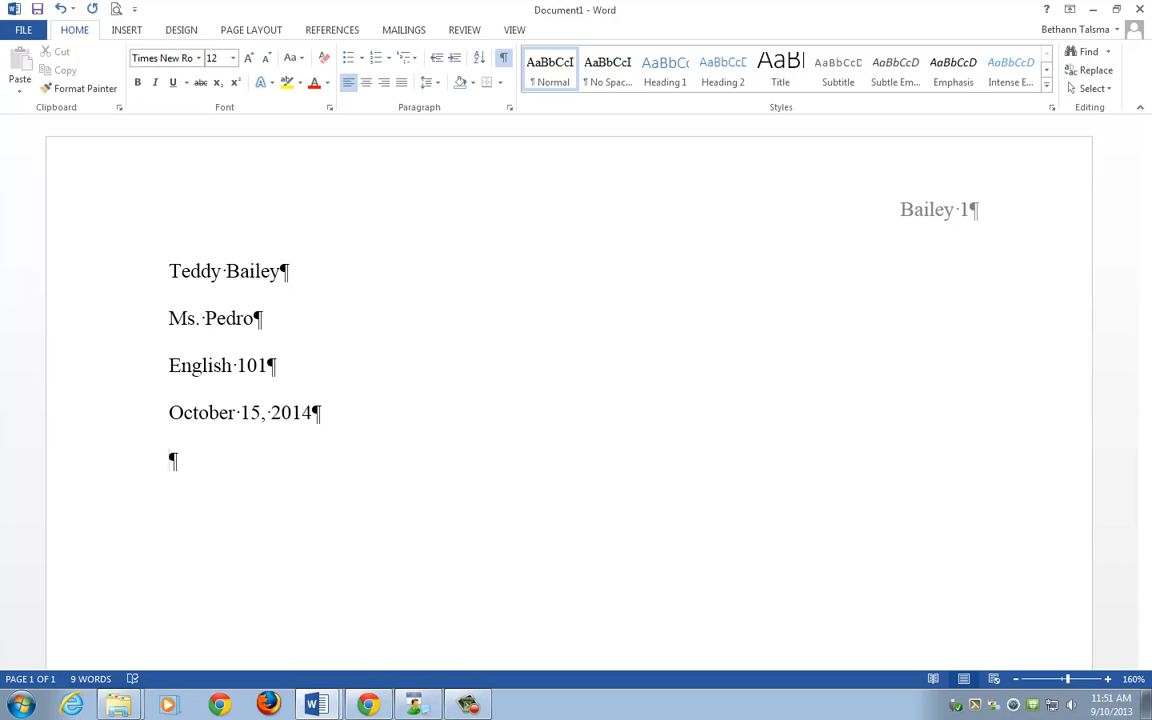 Document1 - Word
FILE HOME INSERT DESIGN PAGE LAYOUT REFERENCES MAILINGS REVIEW VIEW Bethann Talsma
Paste
Cut
Copy
Format Painter
Clipboard
Times New Ro 12
Font
Paragraph
AaBbCcI AaBbCcI AaBbCc AaBbCcD AaBI AaBbCcD AaBbCcD AaBbCcD AaBbCcD
¶ Normal ¶ No Spac... Heading 1 Heading 2 Title Subtitle Subtle Em... Emphasis Intense E...
Styles
Find
Replace
Select
Editing
Bailey·1¶
Teddy·Bailey¶
Ms.·Pedro¶
English·101¶
October·15,·2014¶
¶
PAGE 1 OF 1 9 WORDS 160%
11:51 AM
9/10/2013